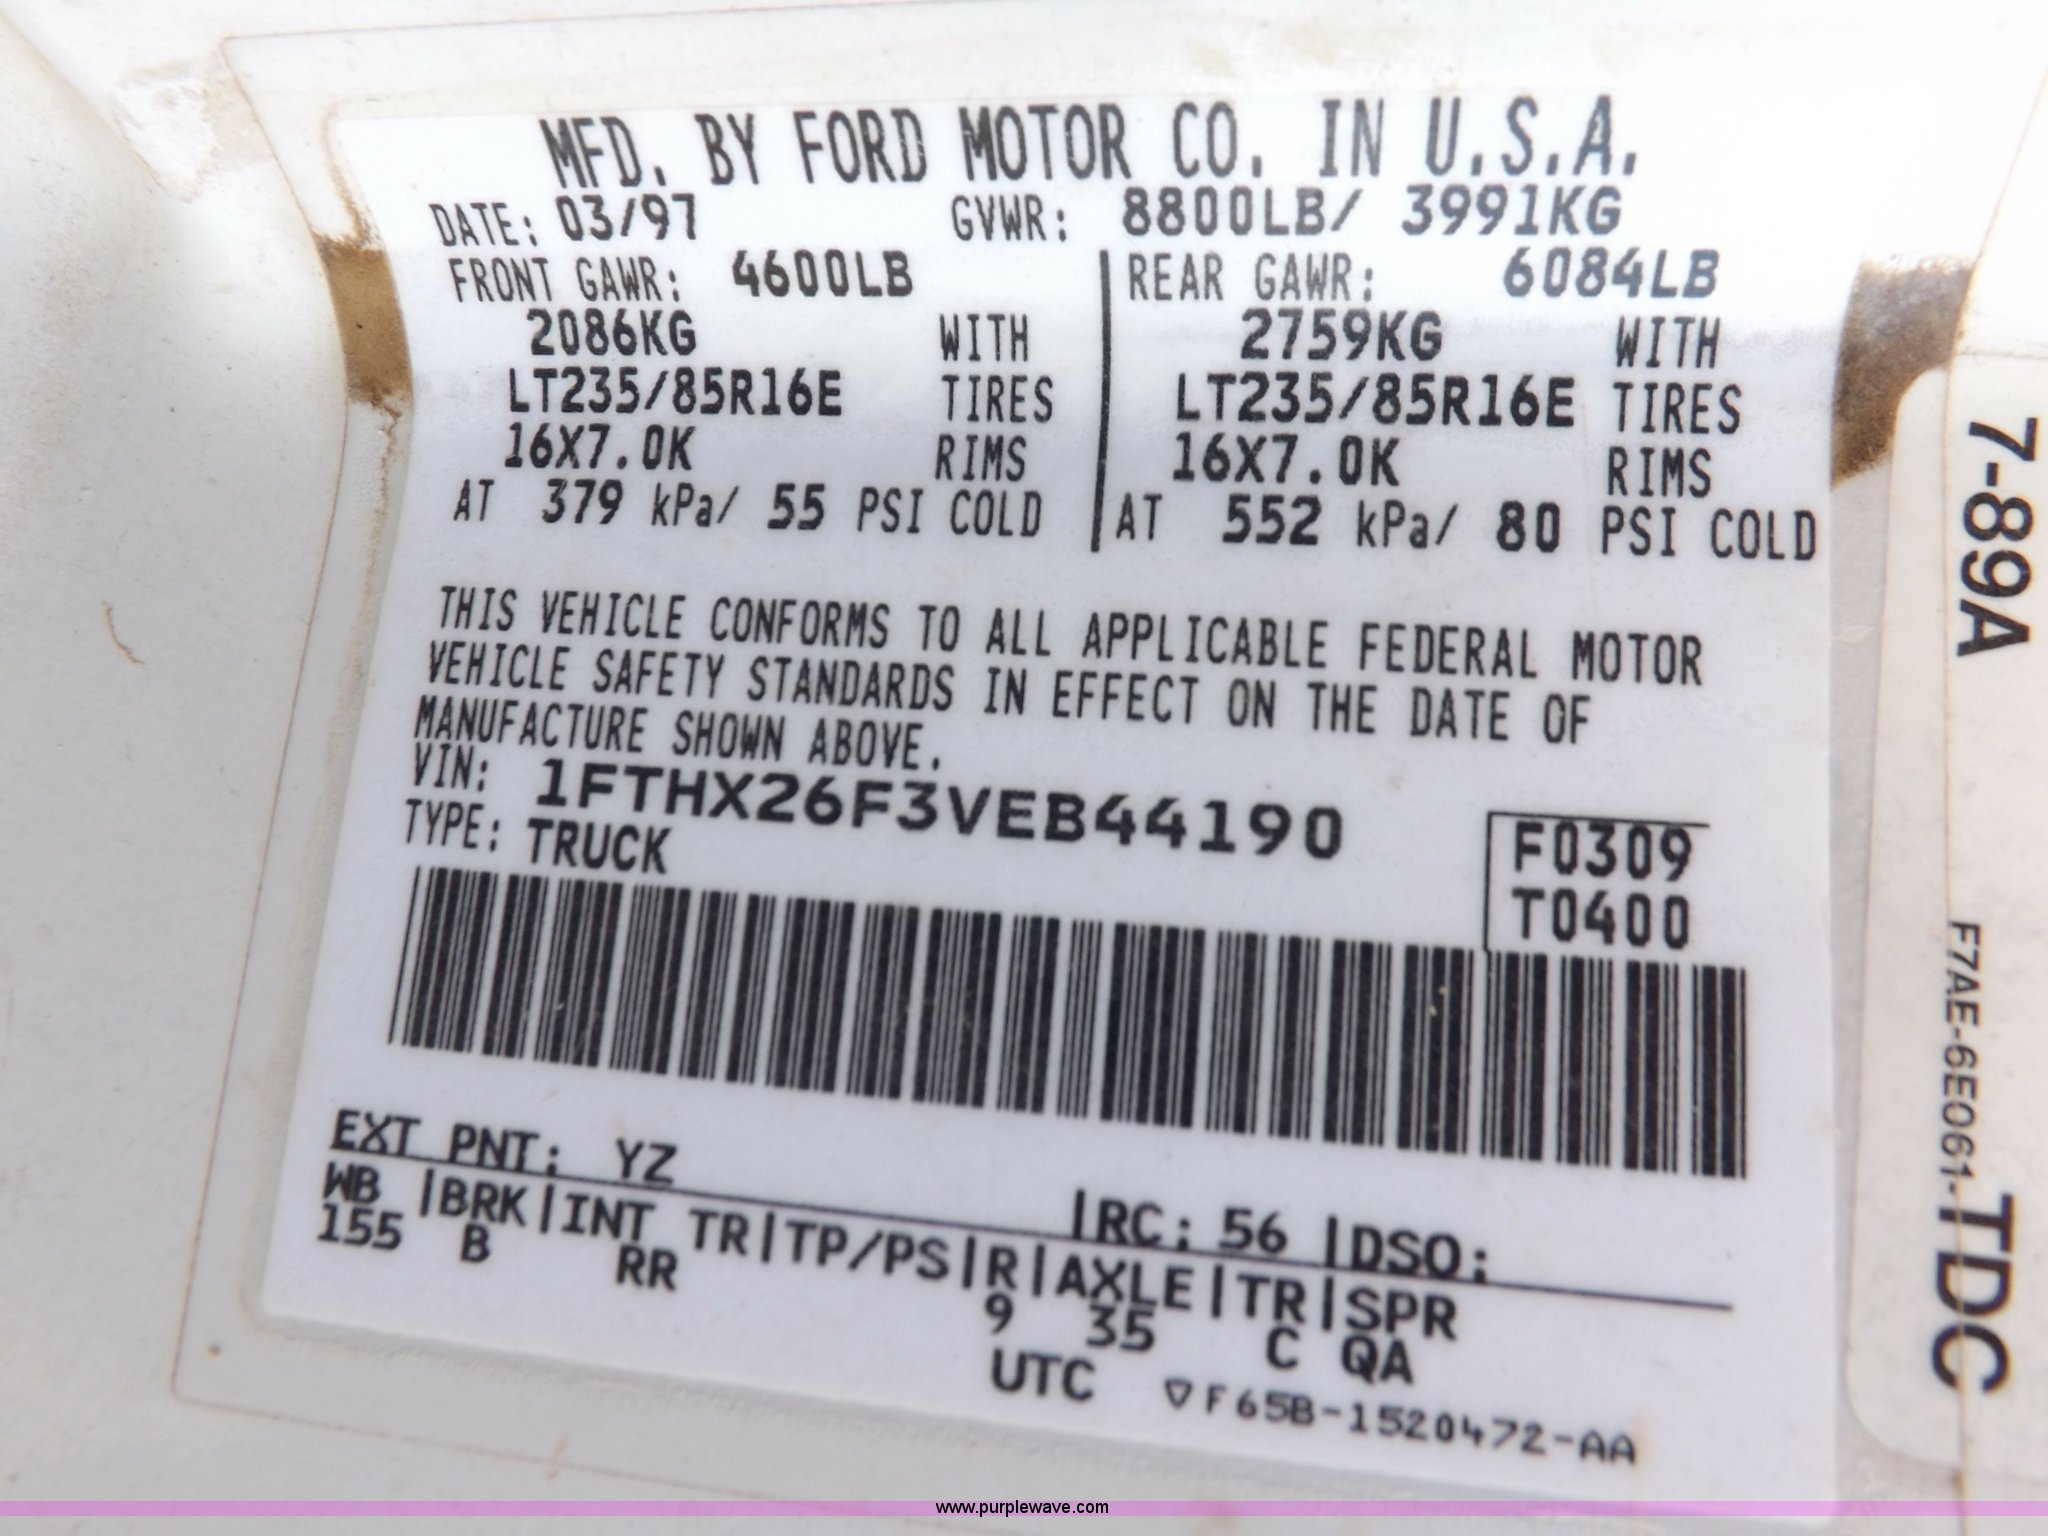 MFD. BY FORD MOTOR CO. IN U.S.A.
DATE: 03/97 GVWR: 8800LB/ 3991KG
FRONT GAWR: 4600LB REAR GAWR: 6084LB
2086KG WITH 2759KG WITH
LT235/85R16E TIRES LT235/85R16E TIRES
16X7.0K RIMS 16X7.0K RIMS
AT 379 kPa/ 55 PSI COLD AT 552 kPa/ 80 PSI COLD
THIS VEHICLE CONFORMS TO ALL APPLICABLE FEDERAL MOTOR
VEHICLE SAFETY STANDARDS IN EFFECT ON THE DATE OF
MANUFACTURE SHOWN ABOVE.
VIN: 1FTHX26F3VEB44190
TYPE: TRUCK
F0309
T0400
EXT PNT: YZ |RC: 56 |DSO:
WB |BRK|INT TR|TP/PS|R|AXLE|TR|SPR
155 B RR 9 35 C QA
UTC ▽F65B-1520472-AA
7-89A
F7AE-6E061-TDC
www.purplewave.com